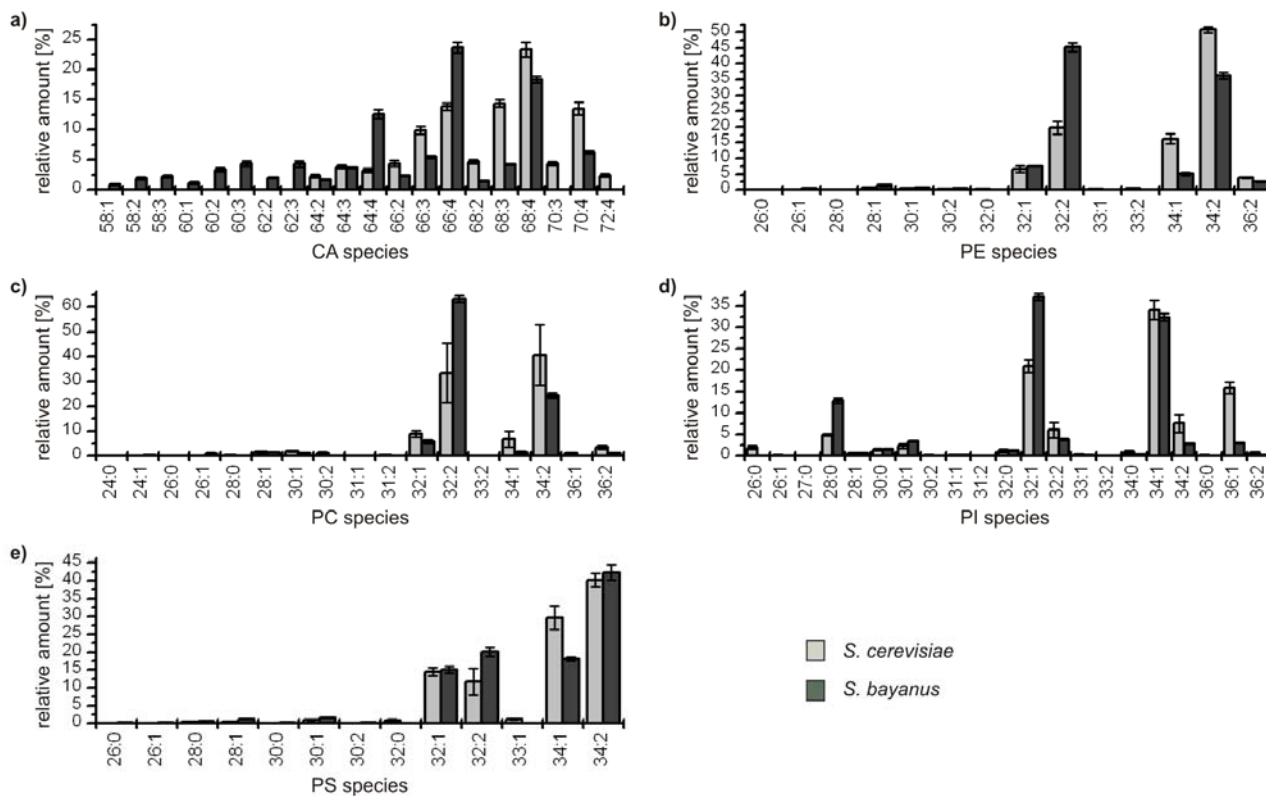 a)
relative amount [%]
25
20
15
10
5
0
58:1 58:2 58:3 60:1 60:2 60:3 62:2 62:3 64:2 64:3 64:4 66:2 66:3 66:4 68:2 68:3 68:4 70:3 70:4 72:4
CA species
b)
relative amount [%]
50
45
40
35
30
25
20
15
10
5
0
26:0 26:1 28:0 28:1 30:1 30:2 32:0 32:1 32:2 33:1 33:2 34:1 34:2 36:2
PE species
c)
relative amount [%]
60
50
40
30
20
10
0
24:0 24:1 26:0 26:1 28:0 28:1 30:1 30:2 31:1 31:2 32:1 32:2 33:2 34:1 34:2 36:1 36:2
PC species
d)
relative amount [%]
35
30
25
20
15
10
5
0
26:0 26:1 27:0 28:0 28:1 30:0 30:1 30:2 31:1 31:2 32:0 32:1 32:2 33:1 33:2 34:0 34:1 34:2 36:0 36:1 36:2
PI species
e)
relative amount [%]
45
40
35
30
25
20
15
10
5
0
26:0 26:1 28:0 28:1 30:0 30:1 30:2 32:0 32:1 32:2 33:1 34:1 34:2
PS species
S. cerevisiae
S. bayanus